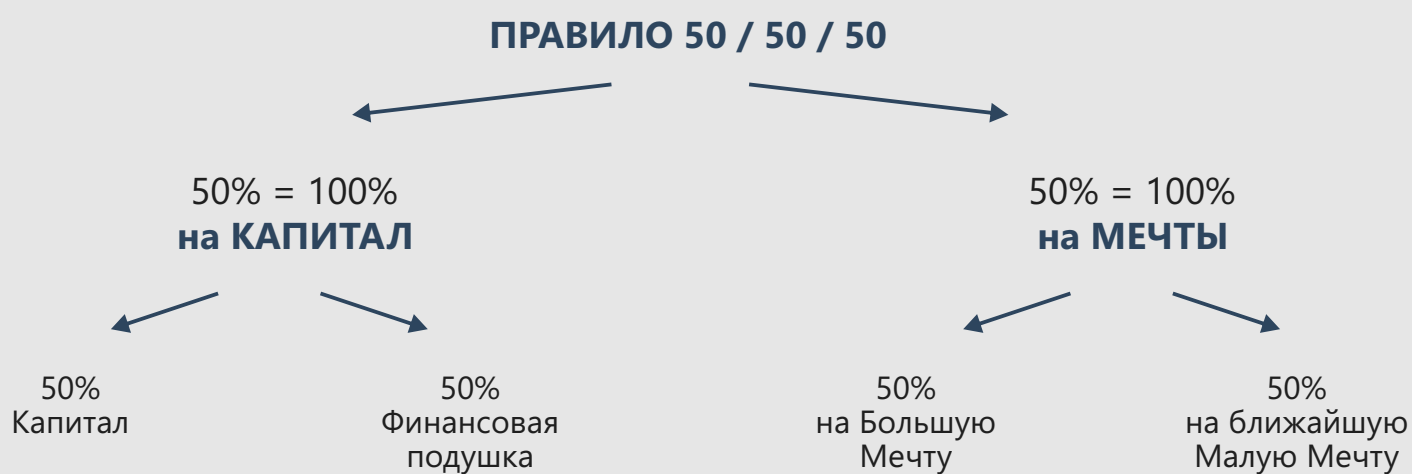 ПРАВИЛО 50 / 50 / 50
50% = 100%
на КАПИТАЛ
50% = 100%
на МЕЧТЫ
50%
Капитал
50%
Финансовая
подушка
50%
на Большую
Мечту
50%
на ближайшую
Малую Мечту